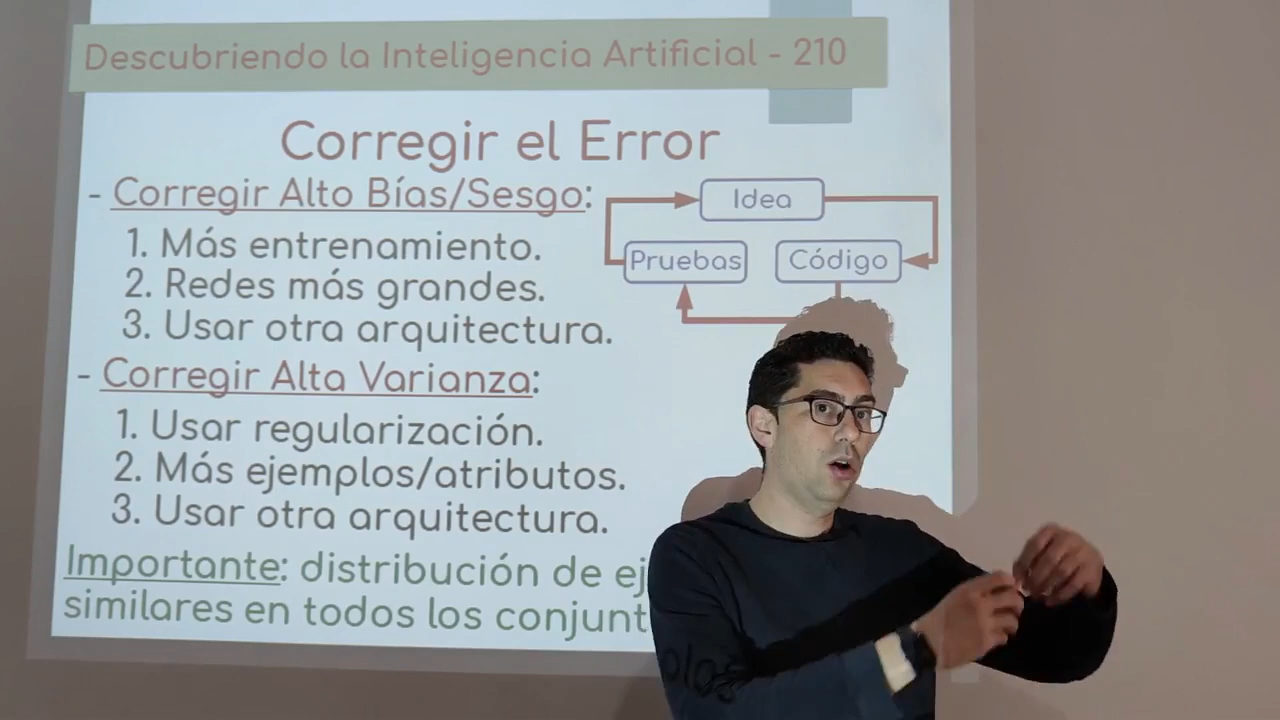 Descubriendo la Inteligencia Artificial - 210
Corregir el Error
- Corregir Alto Bías/Sesgo:
1. Más entrenamiento.
2. Redes más grandes.
3. Usar otra arquitectura.
Idea
Pruebas
Código
- Corregir Alta Varianza:
1. Usar regularización.
2. Más ejemplos/atributos.
3. Usar otra arquitectura.
Importante: distribución de ej
similares en todos los conjunt